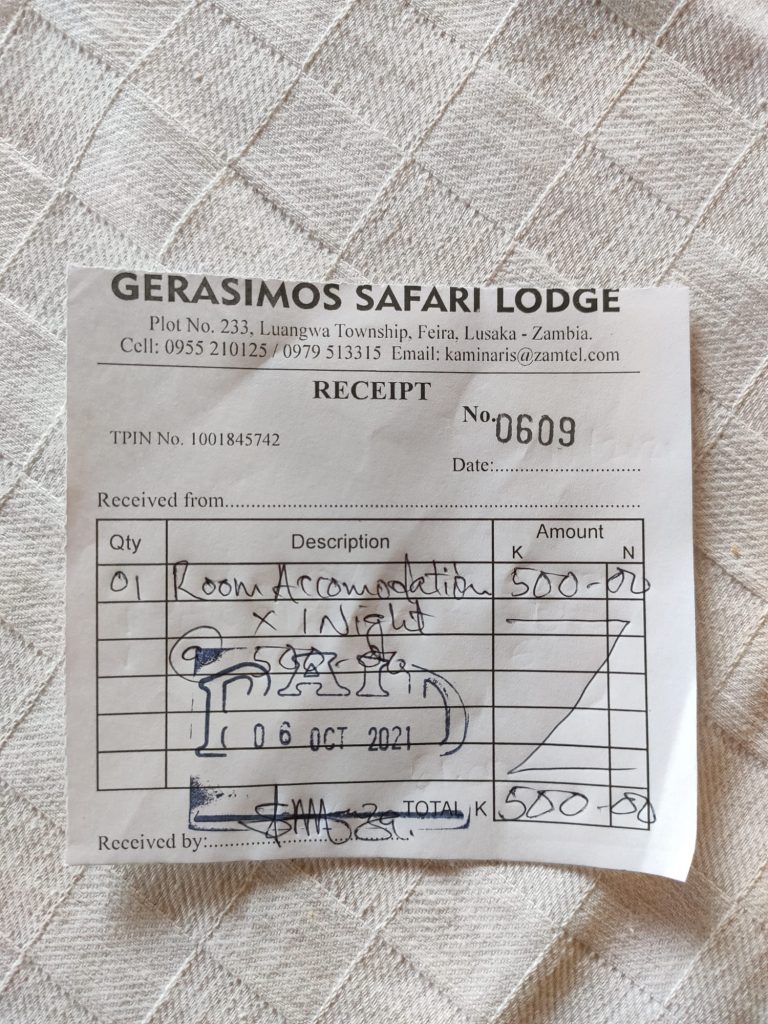 GERASIMOS SAFARI LODGE
Plot No. 233, Luangwa Township, Feira, Lusaka - Zambia.
Cell: 0955 210125 / 0979 513315 Email: kaminaris@zamtel.com
RECEIPT
No. 0609
TPIN No. 1001845742
Date:..............................
Received from.....................................................................................
Qty Description Amount
K N
01 Room Accomodation 500-00
x 1 Night
@ 500-00
PAID
06 OCT 2021
TOTAL K 500-00
Received by:..............................